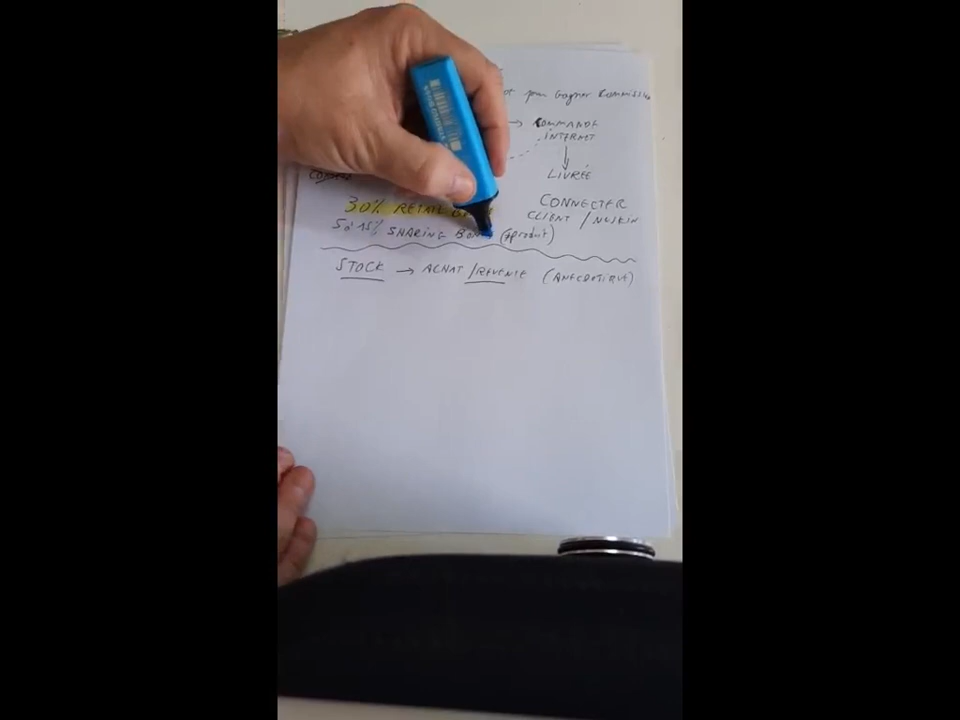 pour Gagner Commission
→ COMMANDE
INTERNET
LIVRÉE
CONNECTER
30% RETAIL
CLIENT / NUSKIN
5 à 15% SHARING BONUS (produit)
STOCK → ACHAT / REVENTE (ANECDOTIQUE)